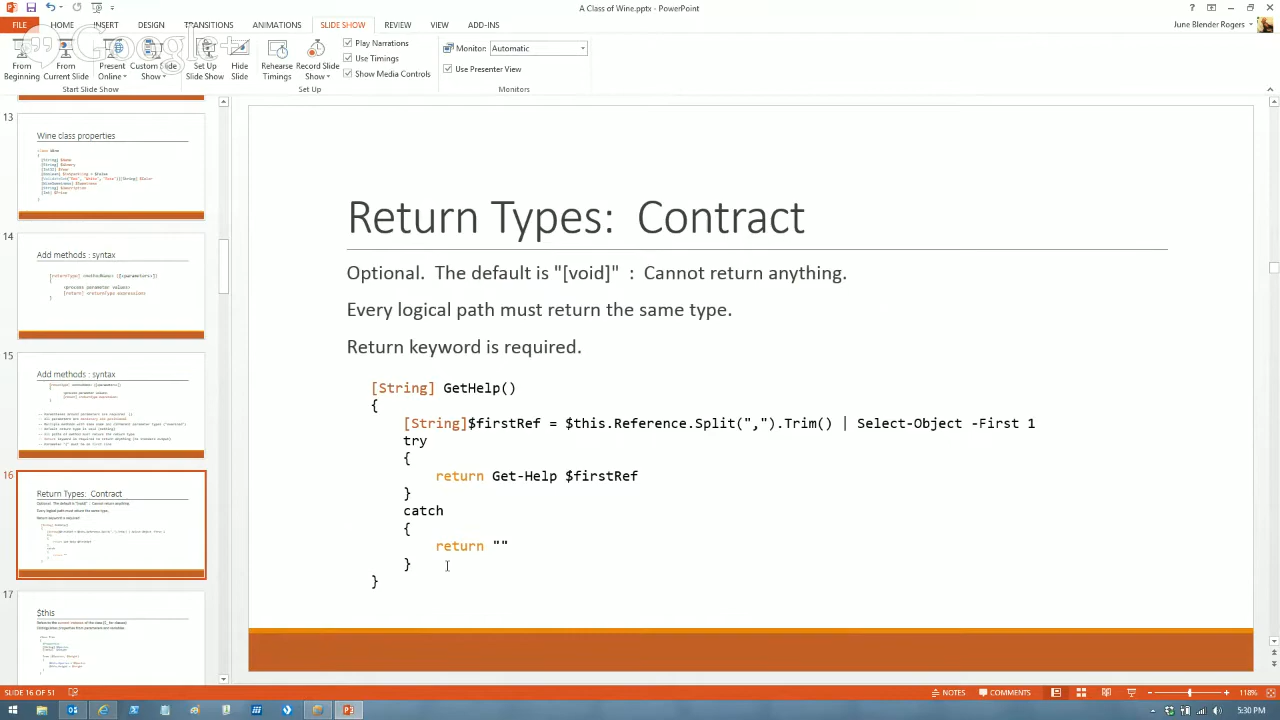 A Class of Wine.pptx - PowerPoint
FILE HOME INSERT DESIGN TRANSITIONS ANIMATIONS SLIDE SHOW REVIEW VIEW ADD-INS
June Blender Rogers
Google+
From Beginning
From Current Slide
Present Online
Custom Slide Show
Set Up Slide Show
Hide Slide
Rehearse Timings
Record Slide Show
Play Narrations
Use Timings
Show Media Controls
Monitor: Automatic
Use Presenter View
Start Slide Show
Set Up
Monitors
13
Wine class properties
14
Add methods : syntax
15
Add methods : syntax
16
Return Types: Contract
17
$this
Return Types: Contract
Optional. The default is "[void]" : Cannot return anything.
Every logical path must return the same type.
Return keyword is required.
[String] GetHelp()
{
[String]$firstRef = $this.Reference.Split(",").Trim() | Select-Object -First 1
try
{
return Get-Help $firstRef
}
catch
{
return ""
}
}
SLIDE 16 OF 51
NOTES
COMMENTS
118%
5:30 PM